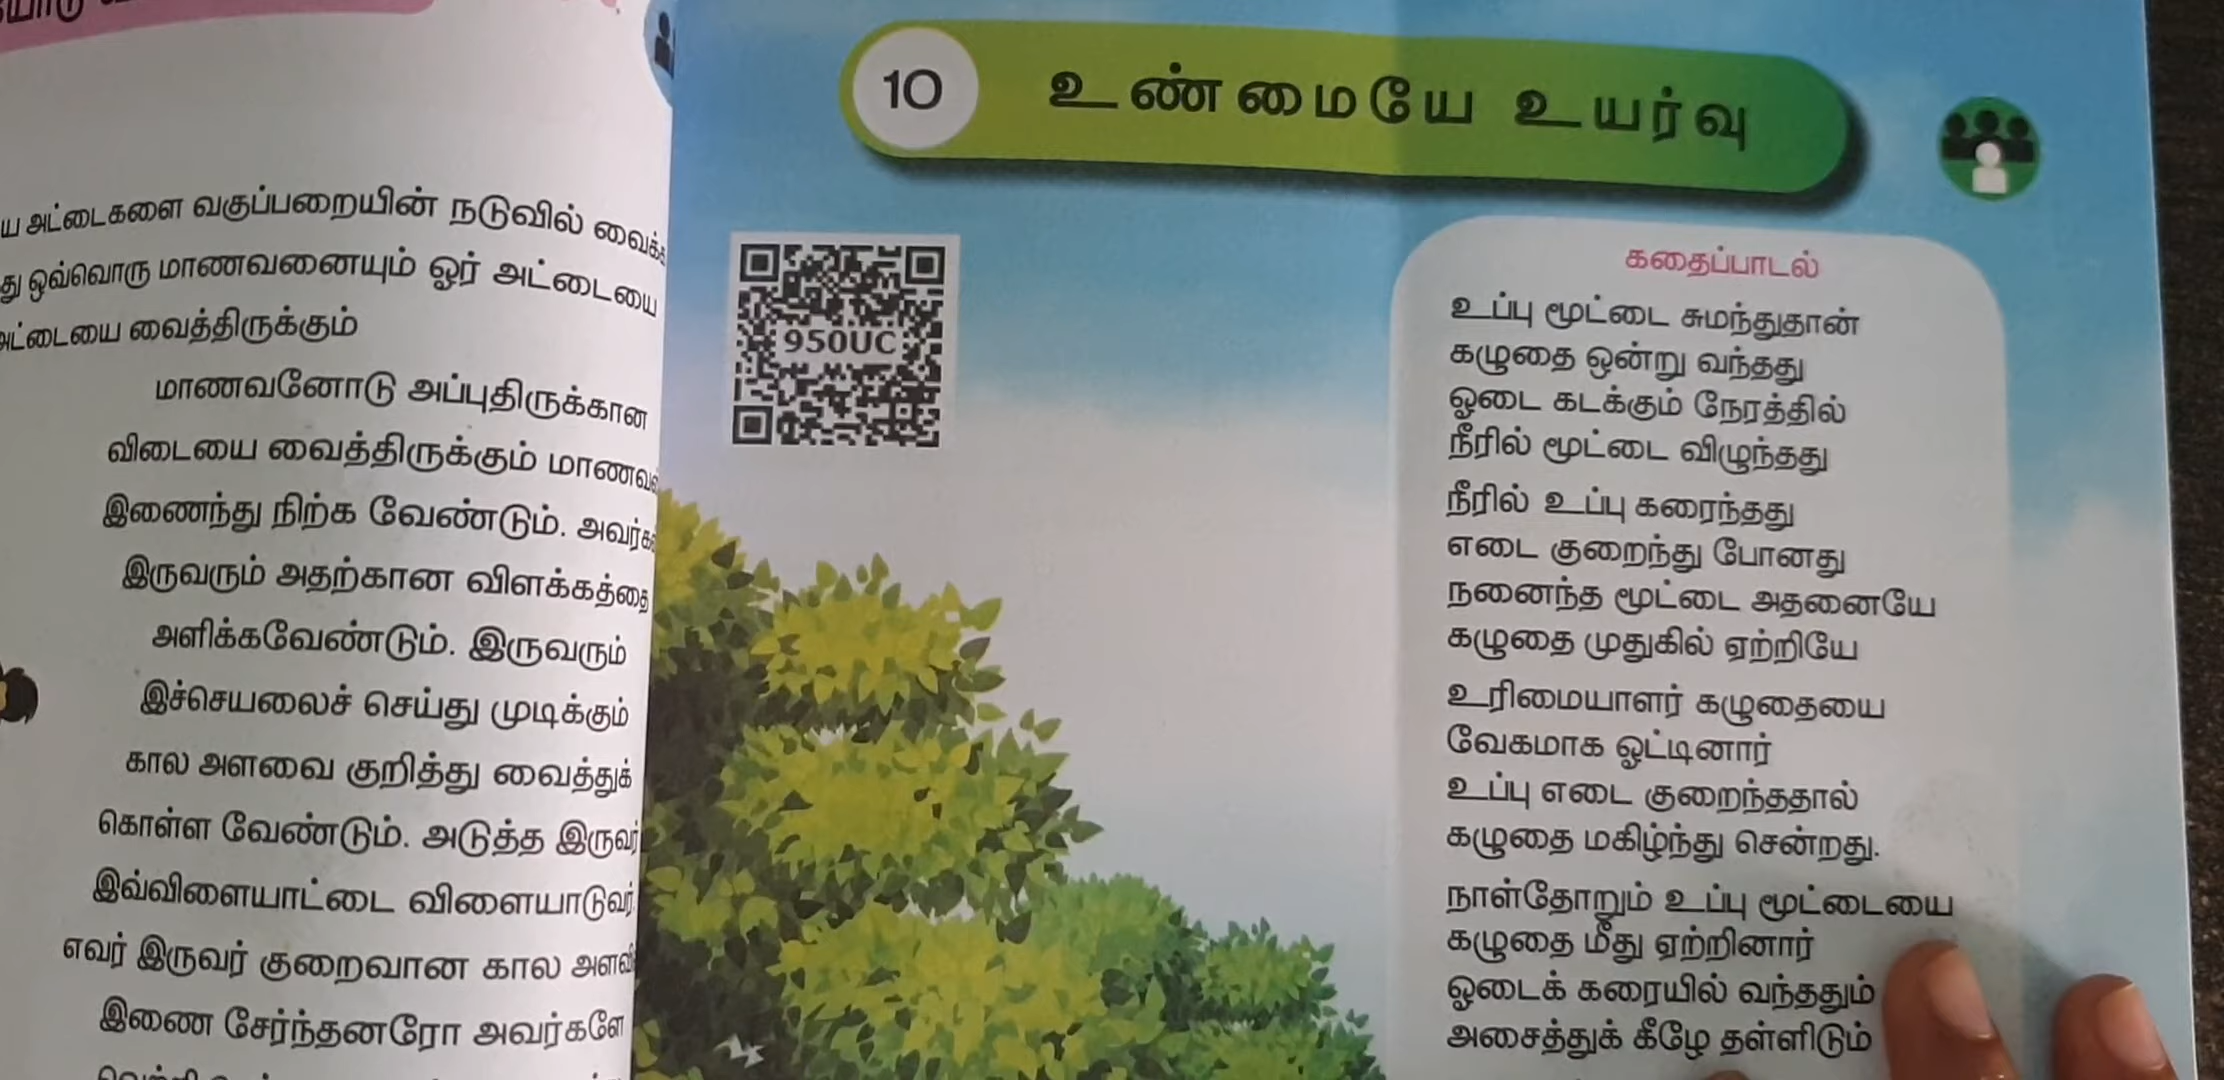 அட்டைகளை வகுப்பறையின் நடுவில்
ஒவ்வொரு மாணவனையும் ஓர் அட்டையை
வைத்திருக்கும்
மாணவனோடு அப்புதிருக்கான
விடையை வைத்திருக்கும்
இணைந்து நிற்க வேண்டும்.
இருவரும் அதற்கான விளக்கத்தை
அளிக்கவேண்டும். இருவரும்
இச்செயலைச் செய்து முடிக்கும்
கால அளவை குறித்து வைத்துக்
கொள்ள வேண்டும். அடுத்த இருவர்
இவ்விளையாட்டை விளையாடுவர்
எவர் இருவர் குறைவான கால
இணை சேர்ந்தனரோ அவர்களே
10 உண்மையே உயர்வு
950UC
கதைப்பாடல்
உப்பு மூட்டை சுமந்துதான்
கழுதை ஒன்று வந்தது
ஓடை கடக்கும் நேரத்தில்
நீரில் மூட்டை விழுந்தது
நீரில் உப்பு கரைந்தது
எடை குறைந்து போனது
நனைந்த மூட்டை அதனையே
கழுதை முதுகில் ஏற்றியே
உரிமையாளர் கழுதையை
வேகமாக ஓட்டினார்
உப்பு எடை குறைந்ததால்
கழுதை மகிழ்ந்து சென்றது.
நாள்தோறும் உப்பு மூட்டையை
கழுதை மீது ஏற்றினார்
ஓடைக் கரையில் வந்ததும்
அசைத்துக் கீழே தள்ளிடும்